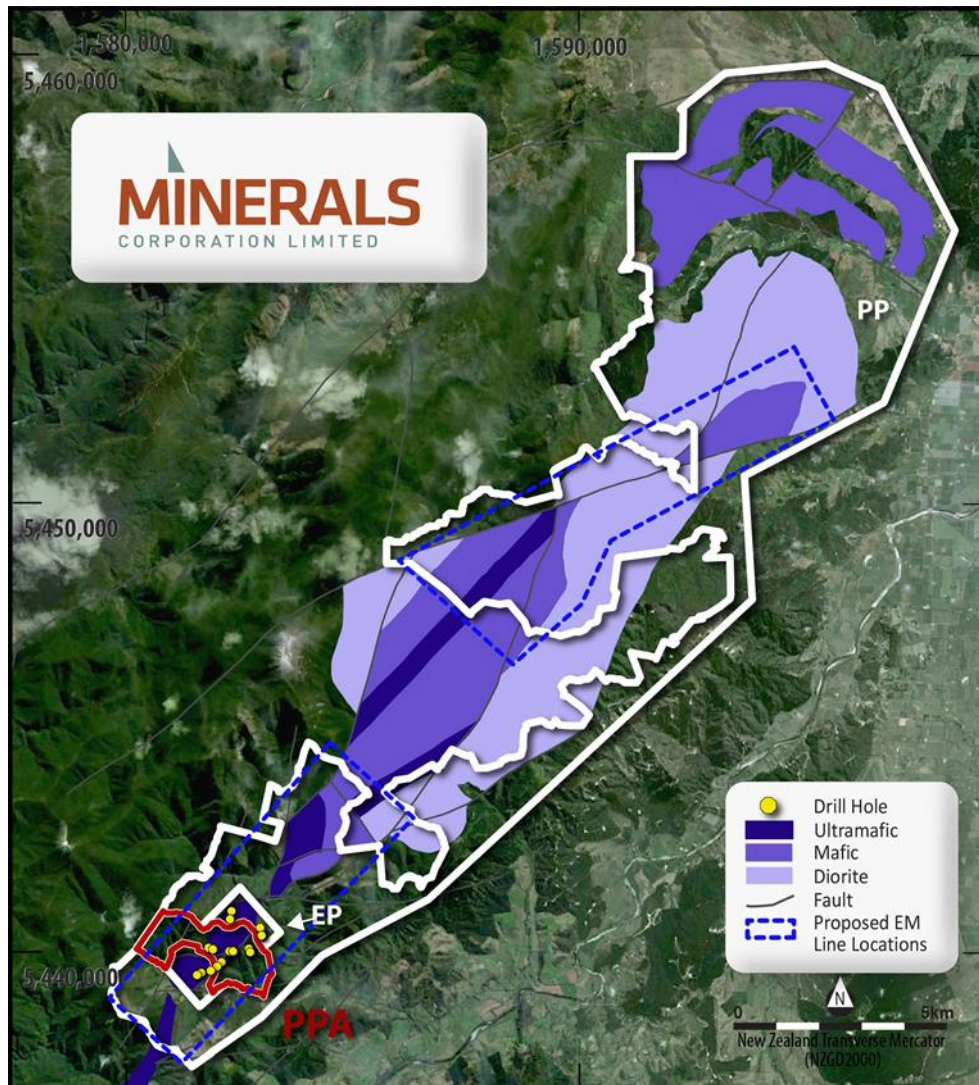 1,580,000
1,590,000
5,460,000
MINERALS
CORPORATION LIMITED
PP
5,450,000
EP
5,440,000
PPA
Drill Hole
Ultramafic
Mafic
Diorite
Fault
Proposed EM
Line Locations
N
0
5km
New Zealand Transverse Mercator
(NZGD2000)